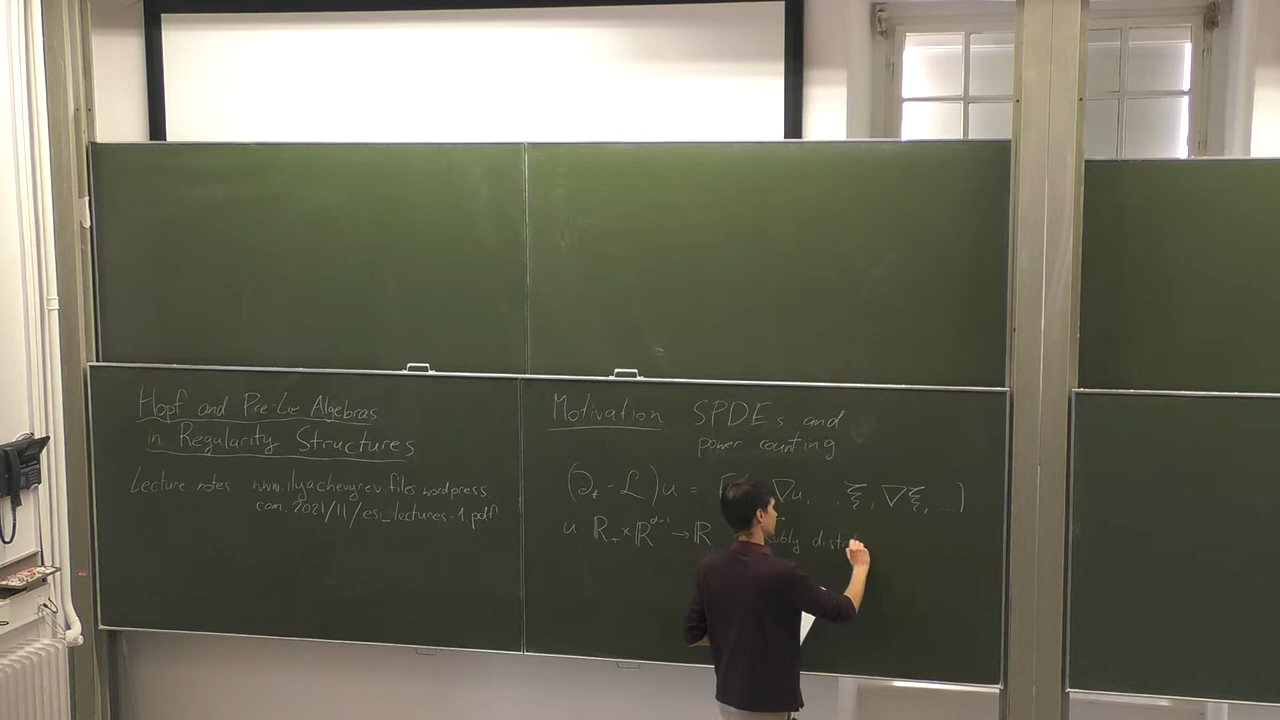 Hopf and Pre-Lie Algebras
in Regularity Structures
Lecture notes www.ilyachevyrev.files.wordpress
com/2021/11/esi_lectures-1.pdf
Motivation SPDEs and
power counting
(∂ₜ - ℒ)u = ∇u, ..., ξ, ∇ξ, ...)
u: ℝ₊×ℝᵈ⁻¹ → ℝ